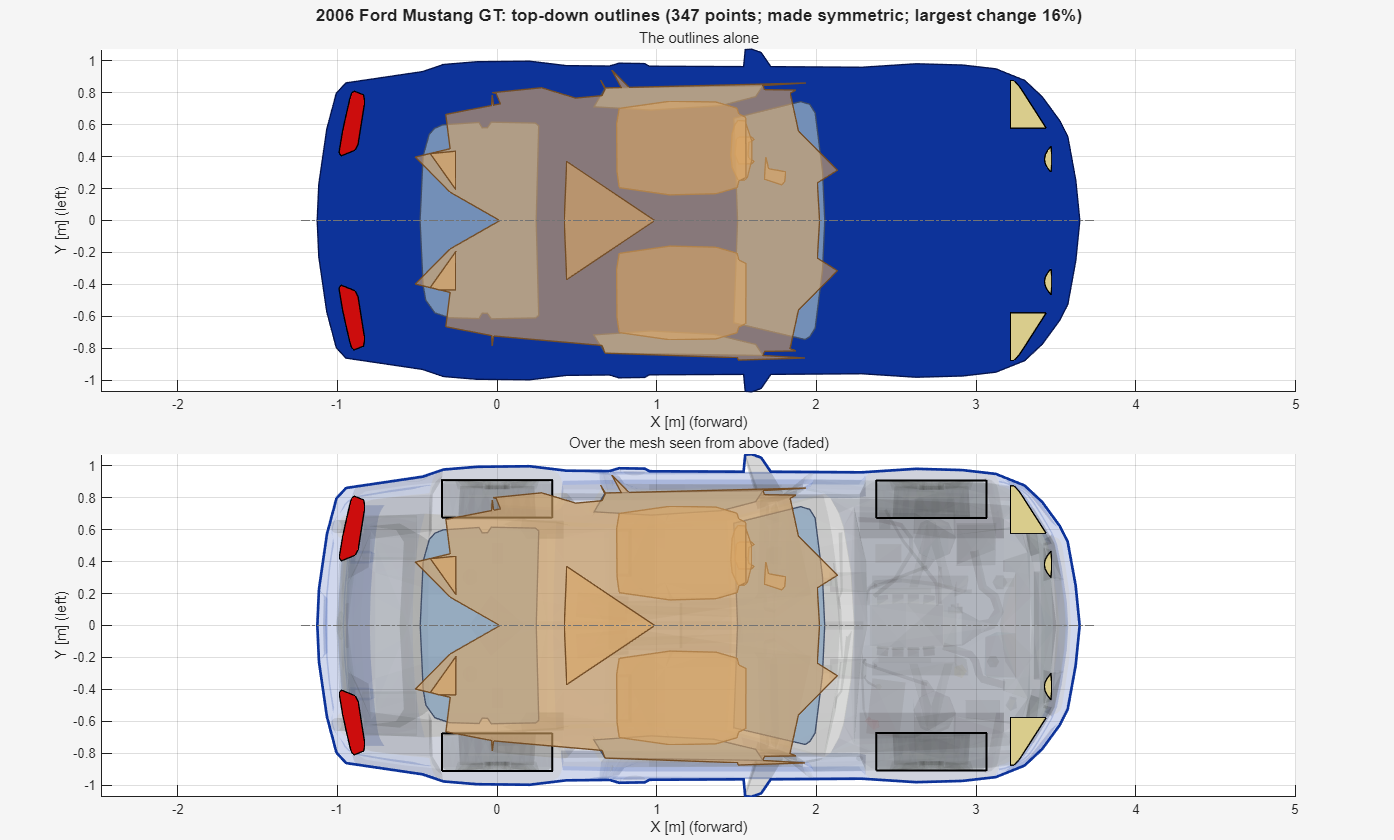 2006 Ford Mustang GT: top-down outlines (347 points; made symmetric; largest change 16%)
The outlines alone
1
0.8
0.6
0.4
0.2
0
-0.2
-0.4
-0.6
-0.8
-1
Y [m] (left)
-2 -1 0 1 2 3 4 5
X [m] (forward)
Over the mesh seen from above (faded)
1
0.8
0.6
0.4
0.2
0
-0.2
-0.4
-0.6
-0.8
-1
Y [m] (left)
-2 -1 0 1 2 3 4 5
X [m] (forward)